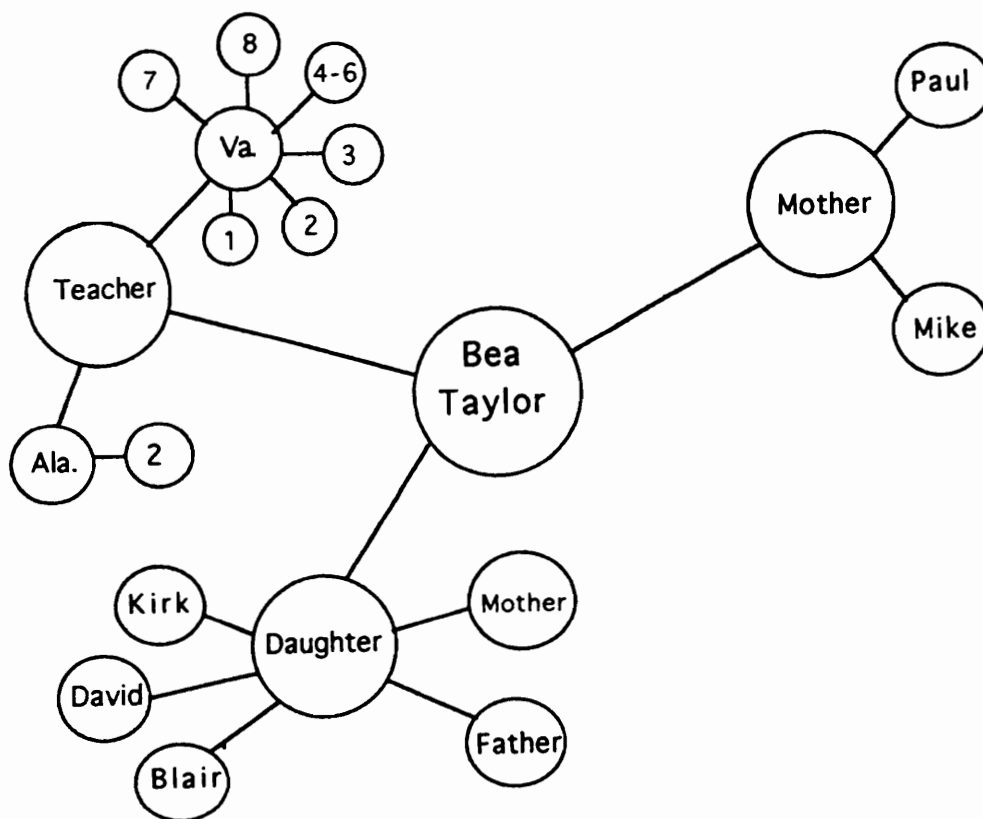 8
7
4-6
Paul
Va.
3
Mother
1
2
Teacher
Mike
Bea
Taylor
Ala.
2
Kirk
Mother
Daughter
David
Father
Blair